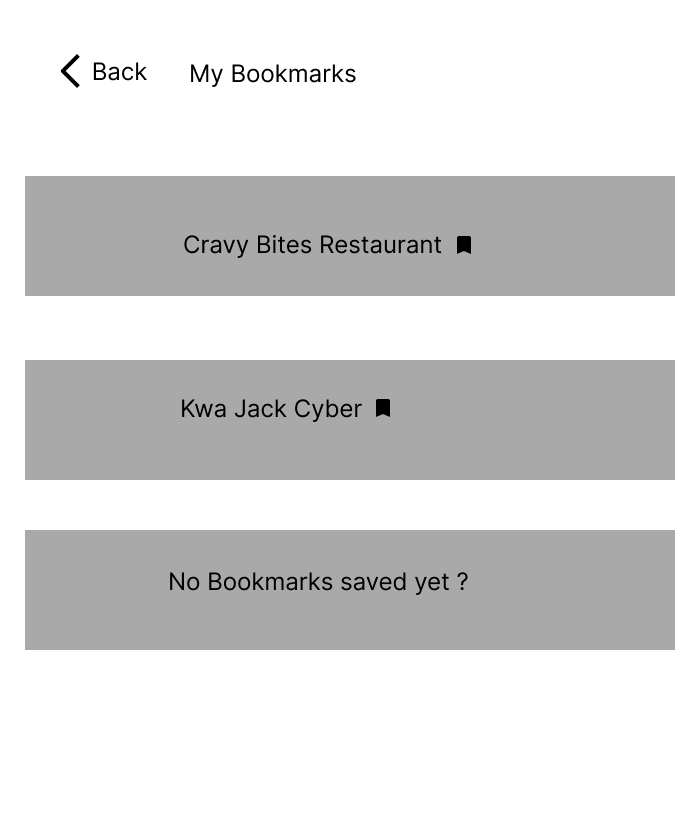 Back My Bookmarks
Cravy Bites Restaurant
Kwa Jack Cyber
No Bookmarks saved yet ?